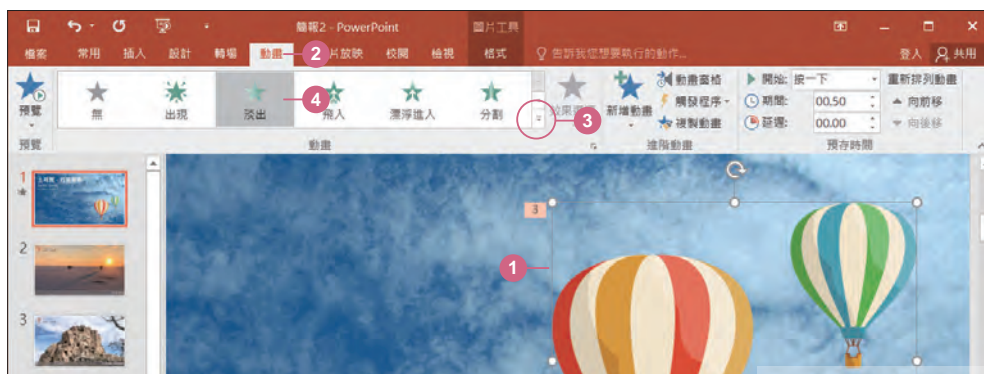 簡報2 - PowerPoint
圖片工具
檔案 常用 插入 設計 轉場 動畫 2 片放映 校閱 檢視 格式 告訴我您想要執行的動作... 登入 共用
預覽
無
出現
淡出
4
飛入
漂浮進入
分割
3
新增動畫
動畫窗格
觸發程序
複製動畫
開始: 按一下
期間: 00.50
延遲: 00.00
重新排列動畫
向前移
向後移
預覽 動畫 進階動畫 預存時間
1
2
3
3
1